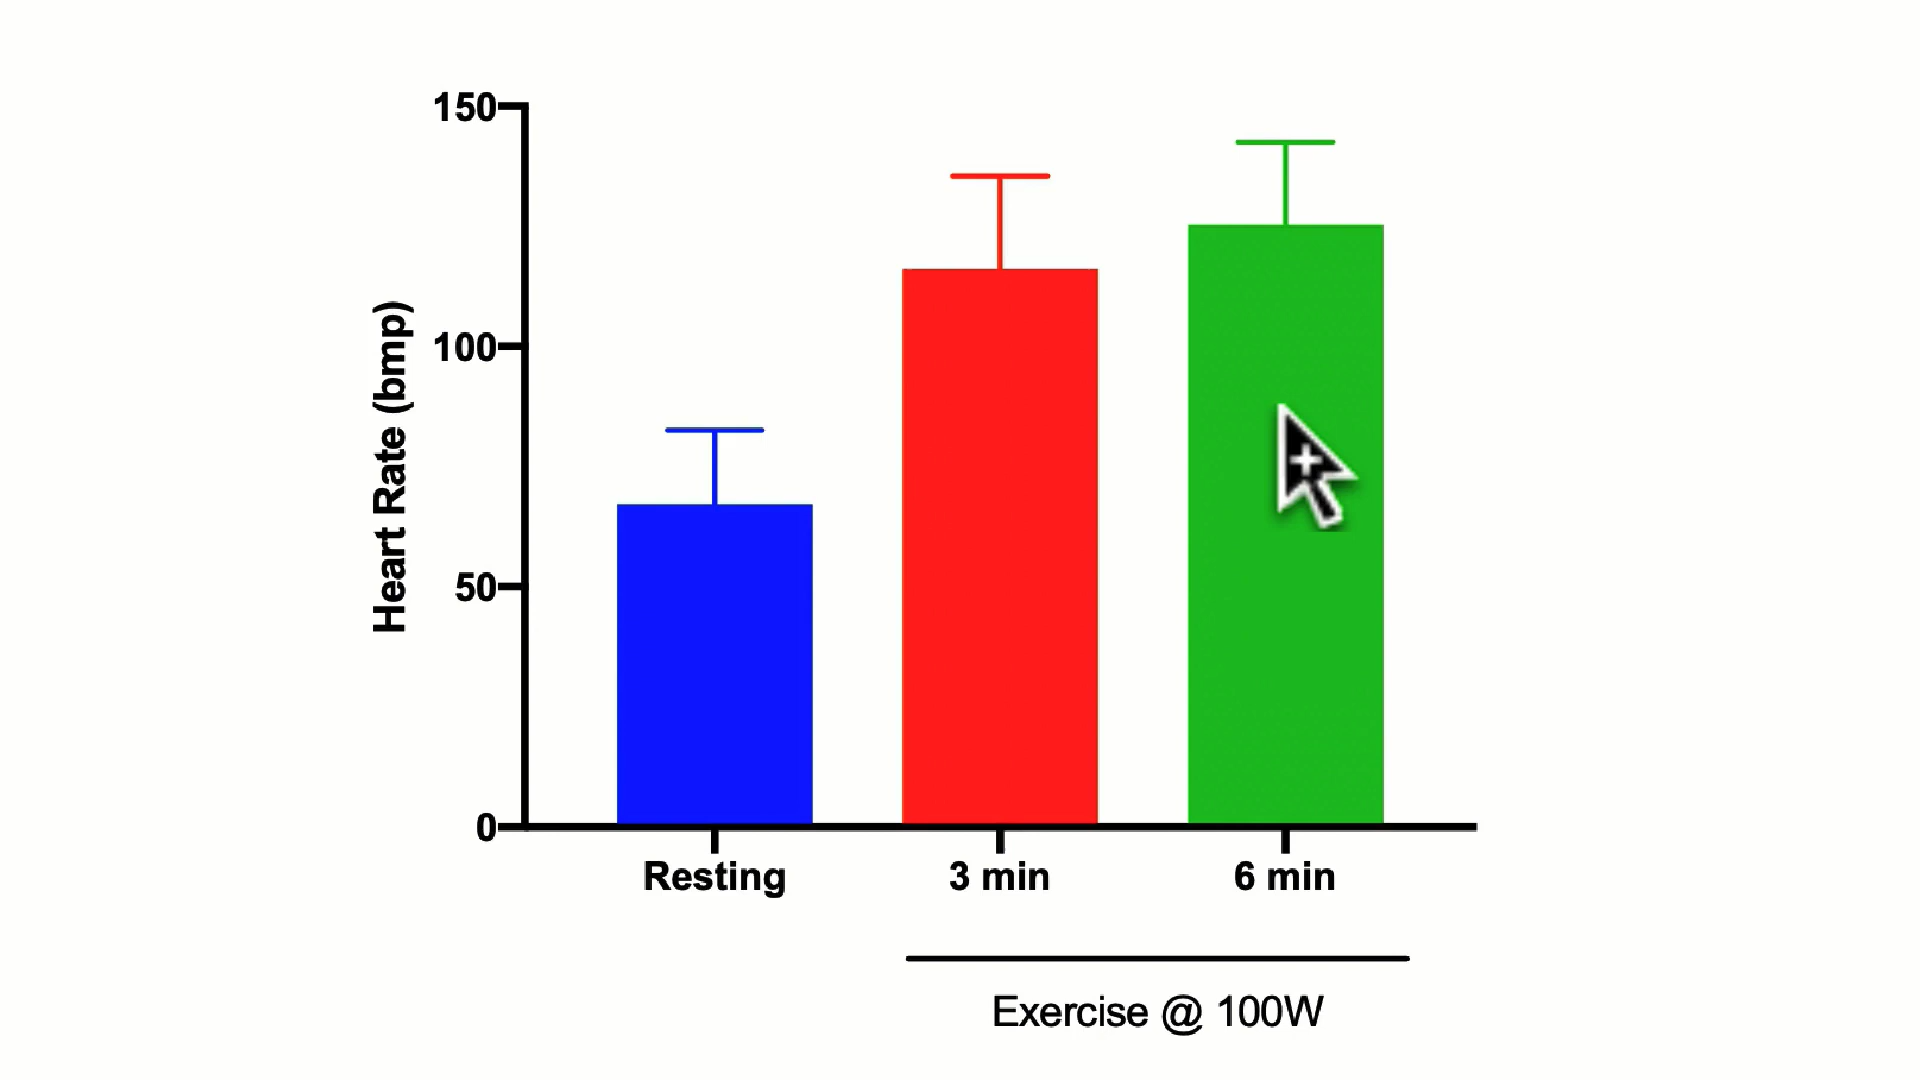 150
100
50
0
Heart Rate (bmp)
Resting
3 min
6 min
Exercise @ 100W